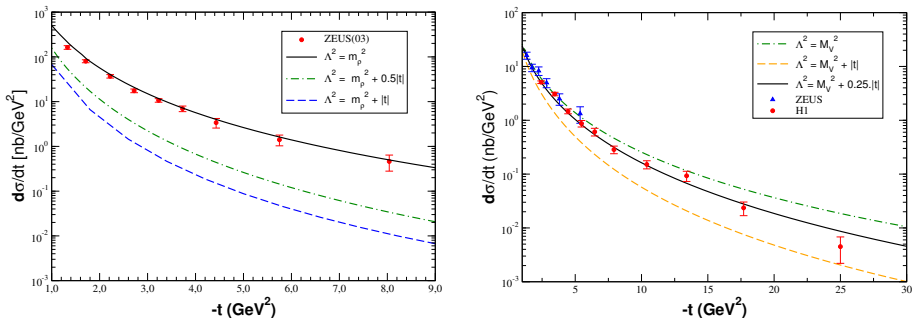 10^3
10^2
10^1
10^0
10^-1
10^-2
10^-3
dσ/dt [nb/GeV^2]
ZEUS(03)
Λ^2 = m_ρ^2
Λ^2 = m_ρ^2 + 0.5|t|
Λ^2 = m_ρ^2 + |t|
1,0 2,0 3,0 4,0 5,0 6,0 7,0 8,0 9,0
-t (GeV^2)
10^2
10^1
10^0
10^-1
10^-2
10^-3
dσ/dt (nb/GeV^2)
Λ^2 = M_V^2
Λ^2 = M_V^2 + |t|
Λ^2 = M_V^2 + 0.25.|t|
ZEUS
H1
5 10 15 20 25 30
-t (GeV^2)